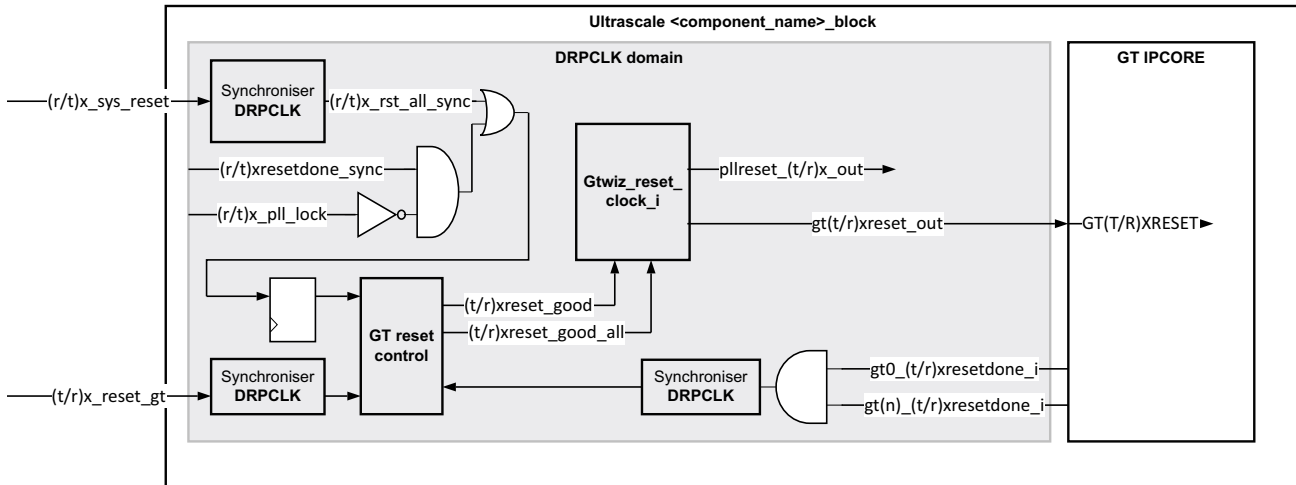 Ultrascale <component_name>_block
DRPCLK domain
GT IPCORE
(r/t)x_sys_reset
Synchroniser
DRPCLK
(r/t)x_rst_all_sync
(r/t)xresetdone_sync
(r/t)x_pll_lock
Gtwiz_reset_
clock_i
pllreset_(t/r)x_out
gt(t/r)xreset_out
GT(T/R)XRESET
GT reset
control
(t/r)xreset_good
(t/r)xreset_good_all
(t/r)x_reset_gt
Synchroniser
DRPCLK
Synchroniser
DRPCLK
gt0_(t/r)xresetdone_i
gt(n)_(t/r)xresetdone_i